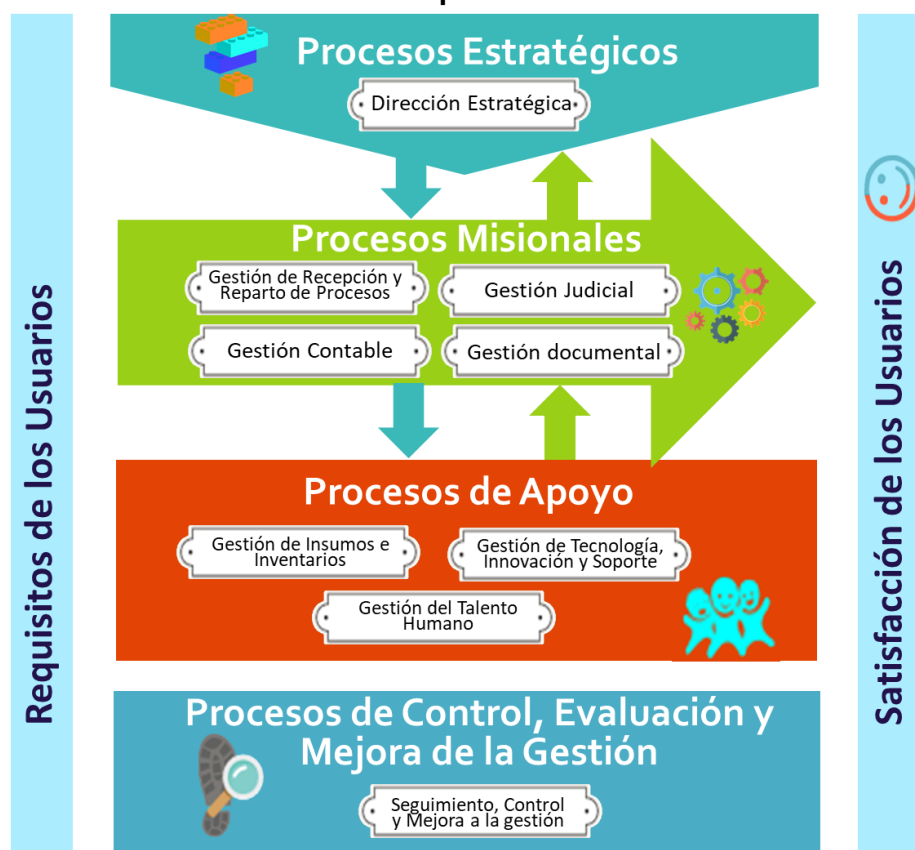 Requisitos de los Usuarios
Procesos Estratégicos
Dirección Estratégica
Procesos Misionales
Gestión de Recepción y
Reparto de Procesos
Gestión Judicial
Gestión Contable
Gestión documental
Procesos de Apoyo
Gestión de Insumos e
Inventarios
Gestión de Tecnología,
Innovación y Soporte
Gestión del Talento
Humano
Procesos de Control, Evaluación y
Mejora de la Gestión
Seguimiento, Control
y Mejora a la gestión
Satisfacción de los Usuarios